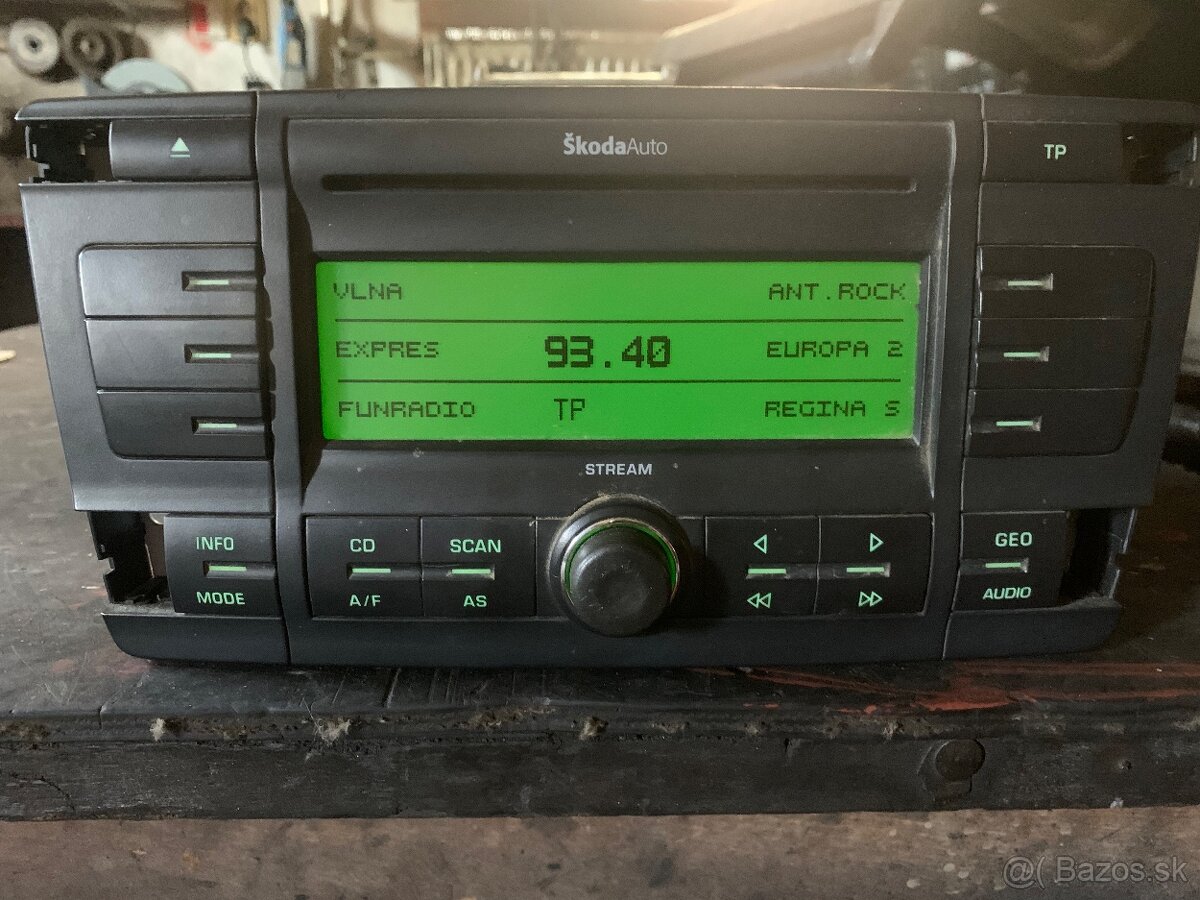 ŠkodaAuto
TP
VLNA ANT.ROCK
EXPRES 93.40 EUROPA 2
FUNRADIO TP REGINA S
STREAM
INFO CD SCAN GEO
MODE A/F AS AUDIO
@( Bazos.sk